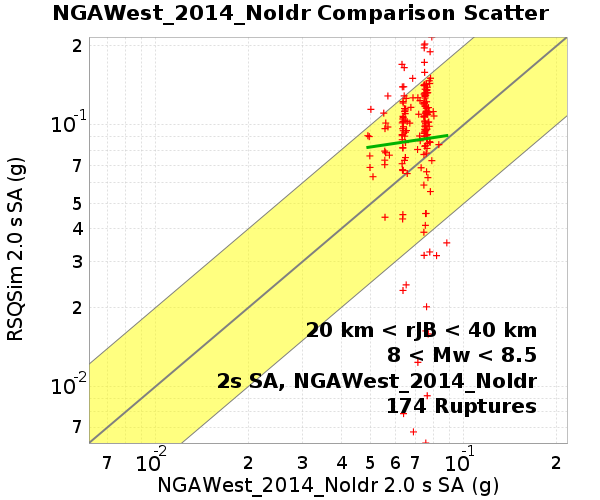 NGAWest_2014_NoIdr Comparison Scatter
RSQSim 2.0 s SA (g)
2
10-1
7
5
4
3
2
10-2
7
20 km < rJB < 40 km
8 < Mw < 8.5
2s SA, NGAWest_2014_NoIdr
174 Ruptures
7 10-2 2 3 4 5 6 7 10-1 2
NGAWest_2014_NoIdr 2.0 s SA (g)